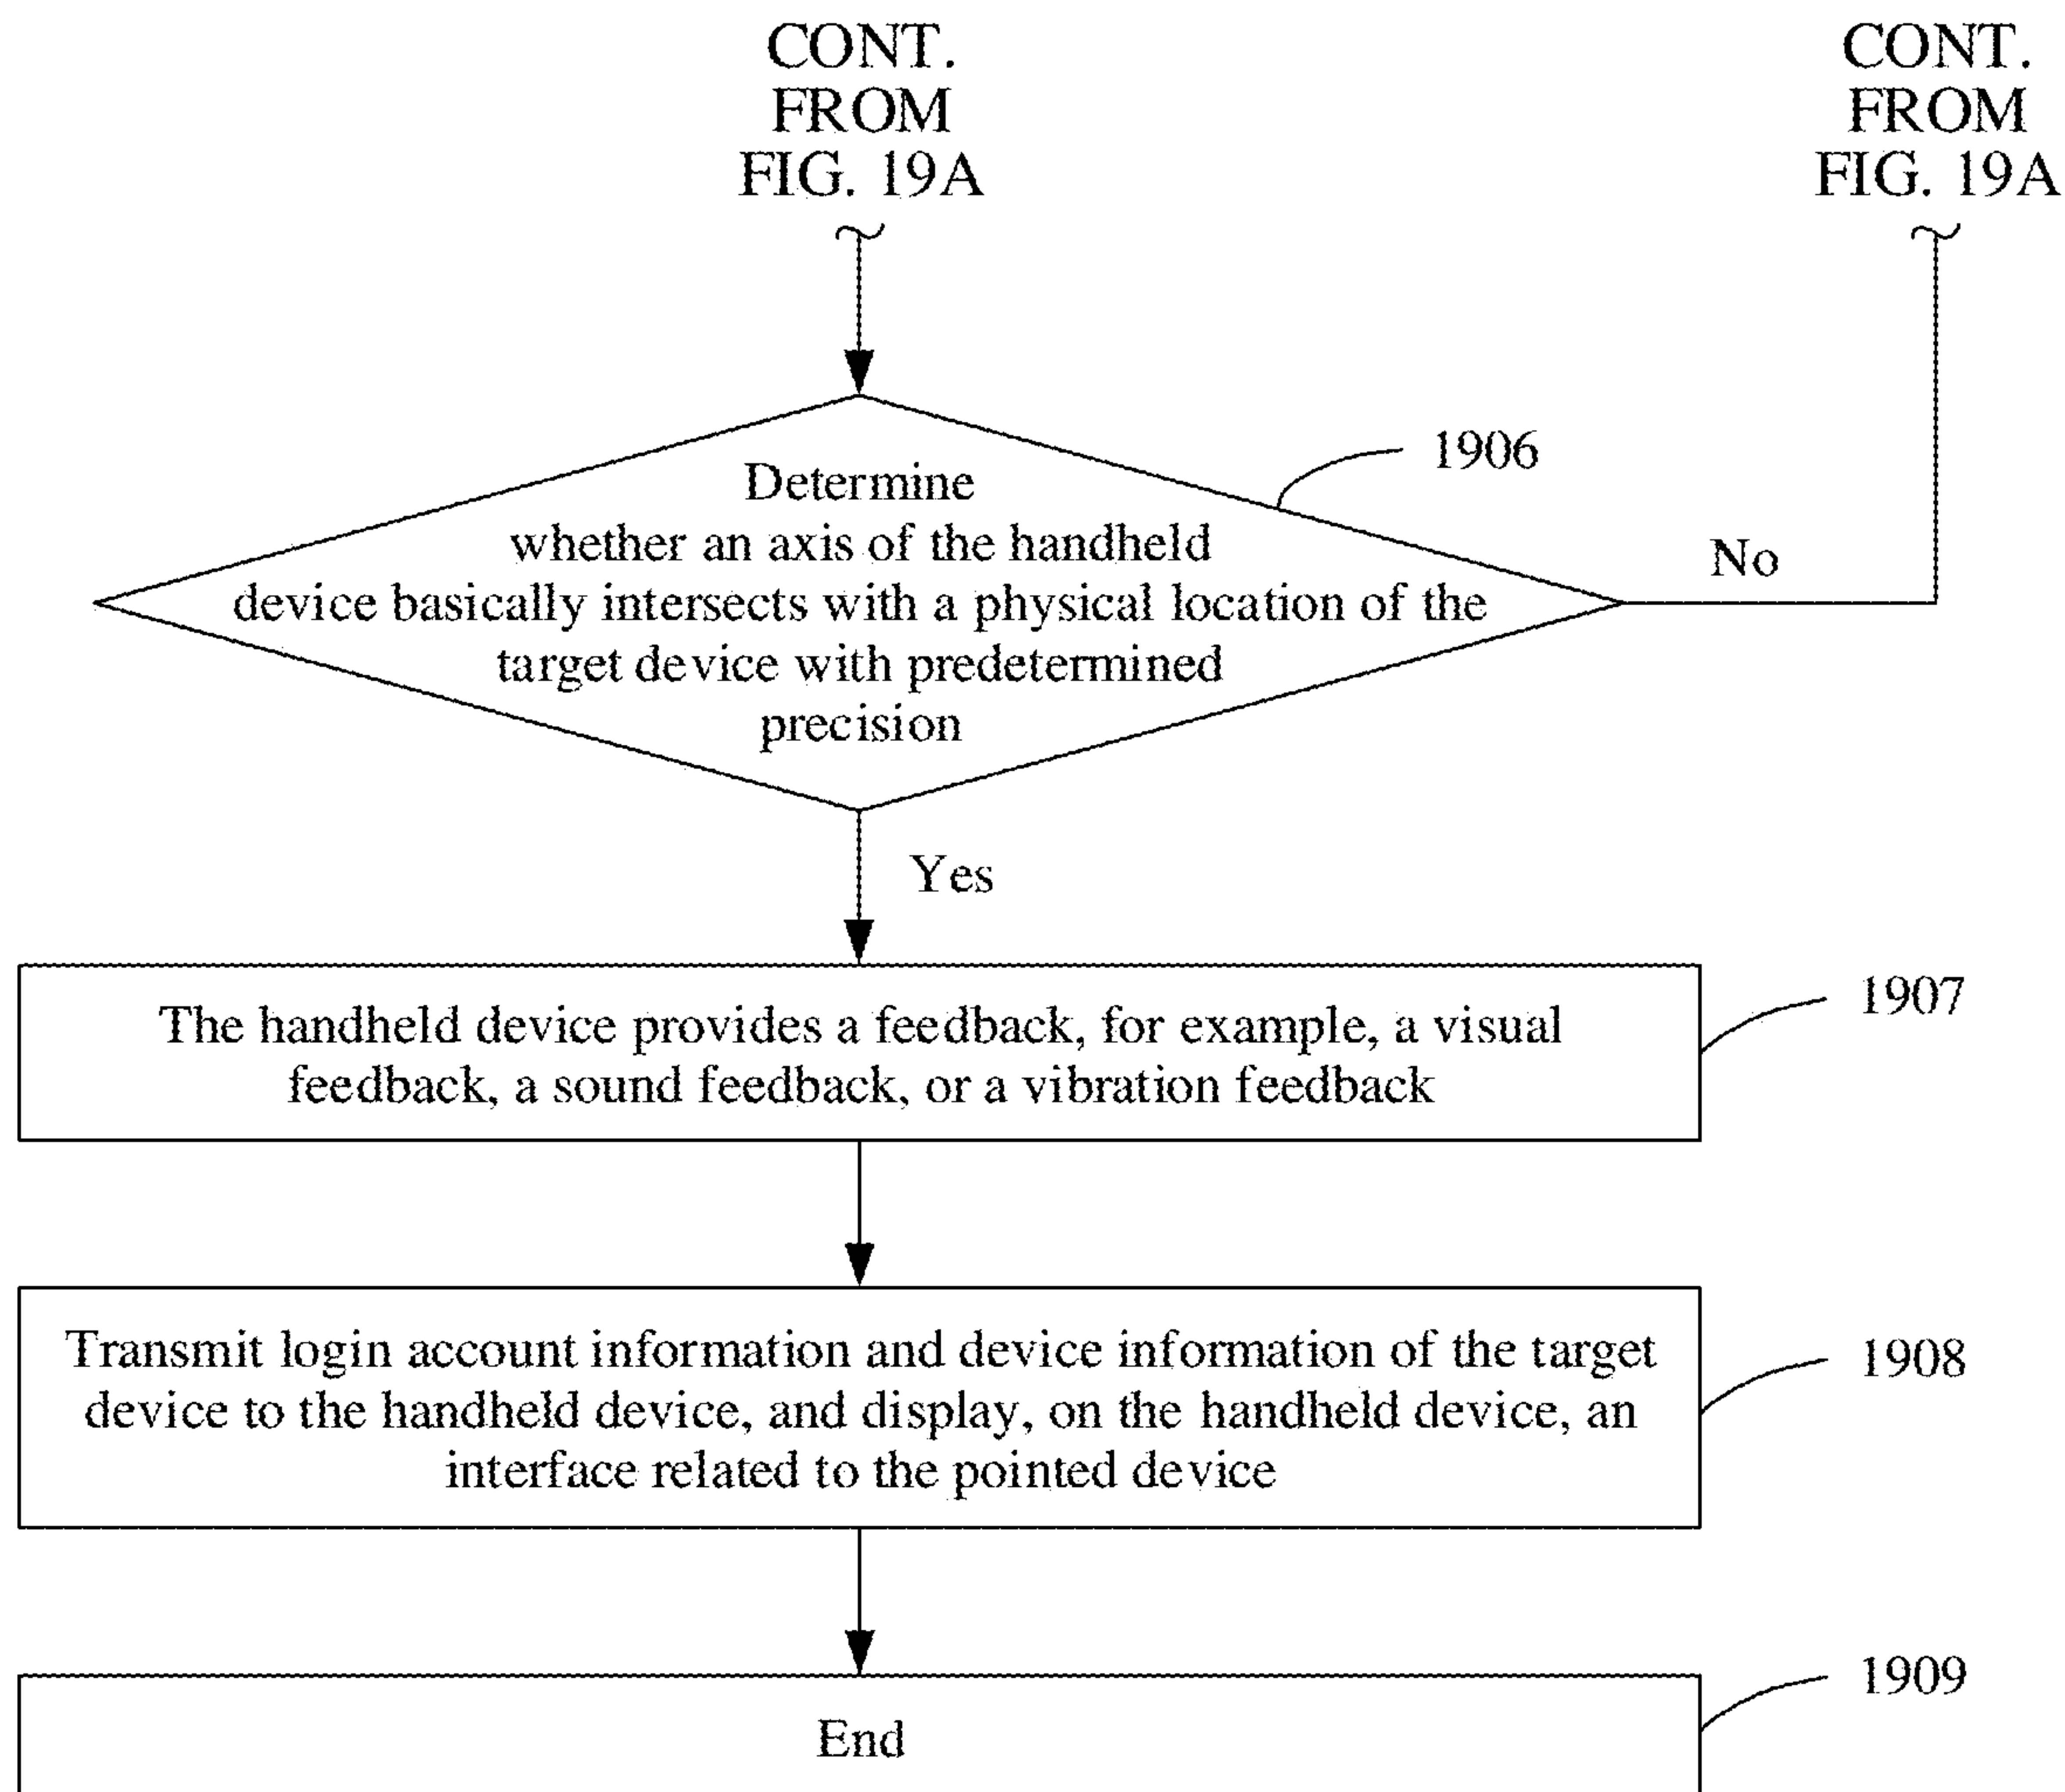 CONT.
FROM
FIG. 19A
CONT.
FROM
FIG. 19A
Determine
whether an axis of the handheld
device basically intersects with a physical location of the
target device with predetermined
precision
1906
No
Yes
The handheld device provides a feedback, for example, a visual
feedback, a sound feedback, or a vibration feedback
1907
Transmit login account information and device information of the target
device to the handheld device, and display, on the handheld device, an
interface related to the pointed device
1908
End
1909